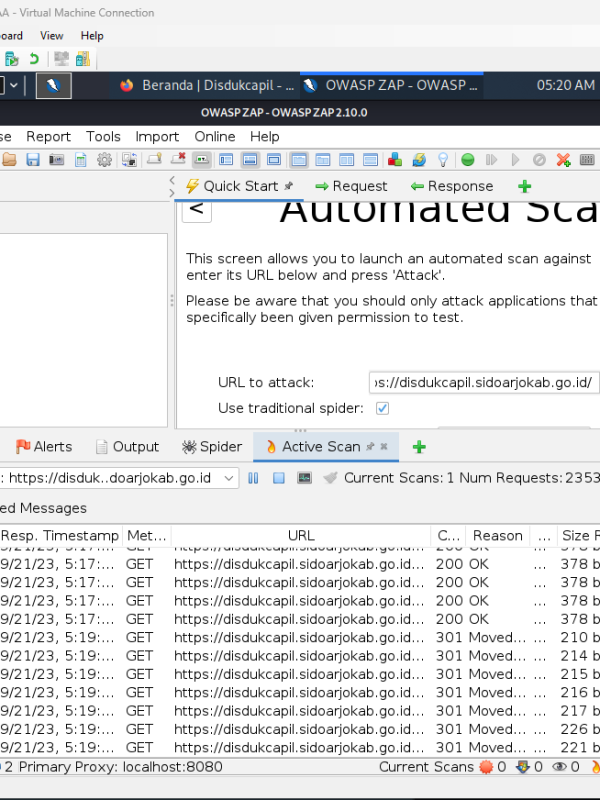 AA - Virtual Machine Connection
board View Help
Beranda | Disdukcapil - ... OWASP ZAP - OWASP ... 05:20 AM
OWASP ZAP - OWASP ZAP 2.10.0
se Report Tools Import Online Help
Quick Start Request Response
< Automated Sca
This screen allows you to launch an automated scan against
enter its URL below and press 'Attack'.
Please be aware that you should only attack applications that
specifically been given permission to test.
URL to attack: os://disdukcapil.sidoarjokab.go.id/
Use traditional spider:
Alerts Output Spider Active Scan
: https://disduk..doarjokab.go.id Current Scans: 1 Num Requests: 2353
ed Messages
Resp. Timestamp Met... URL C... Reason ... Size R
9/21/23, 5:17:... GET https://disdukcapil.sidoarjokab.go.id... 200 OK ... 378 b
9/21/23, 5:17:... GET https://disdukcapil.sidoarjokab.go.id... 200 OK ... 378 b
9/21/23, 5:17:... GET https://disdukcapil.sidoarjokab.go.id... 200 OK ... 378 b
9/21/23, 5:17:... GET https://disdukcapil.sidoarjokab.go.id... 200 OK ... 378 b
9/21/23, 5:17:... GET https://disdukcapil.sidoarjokab.go.id... 200 OK ... 378 b
9/21/23, 5:19:... GET https://disdukcapil.sidoarjokab.go.id... 301 Moved... ... 210 b
9/21/23, 5:19:... GET https://disdukcapil.sidoarjokab.go.id... 301 Moved... ... 214 b
9/21/23, 5:19:... GET https://disdukcapil.sidoarjokab.go.id... 301 Moved... ... 215 b
9/21/23, 5:19:... GET https://disdukcapil.sidoarjokab.go.id... 301 Moved... ... 216 b
9/21/23, 5:19:... GET https://disdukcapil.sidoarjokab.go.id... 301 Moved... ... 217 b
9/21/23, 5:19:... GET https://disdukcapil.sidoarjokab.go.id... 301 Moved... ... 226 b
9/21/23, 5:19:... GET https://disdukcapil.sidoarjokab.go.id... 301 Moved... ... 221 b
2 Primary Proxy: localhost:8080 Current Scans 0 0 0